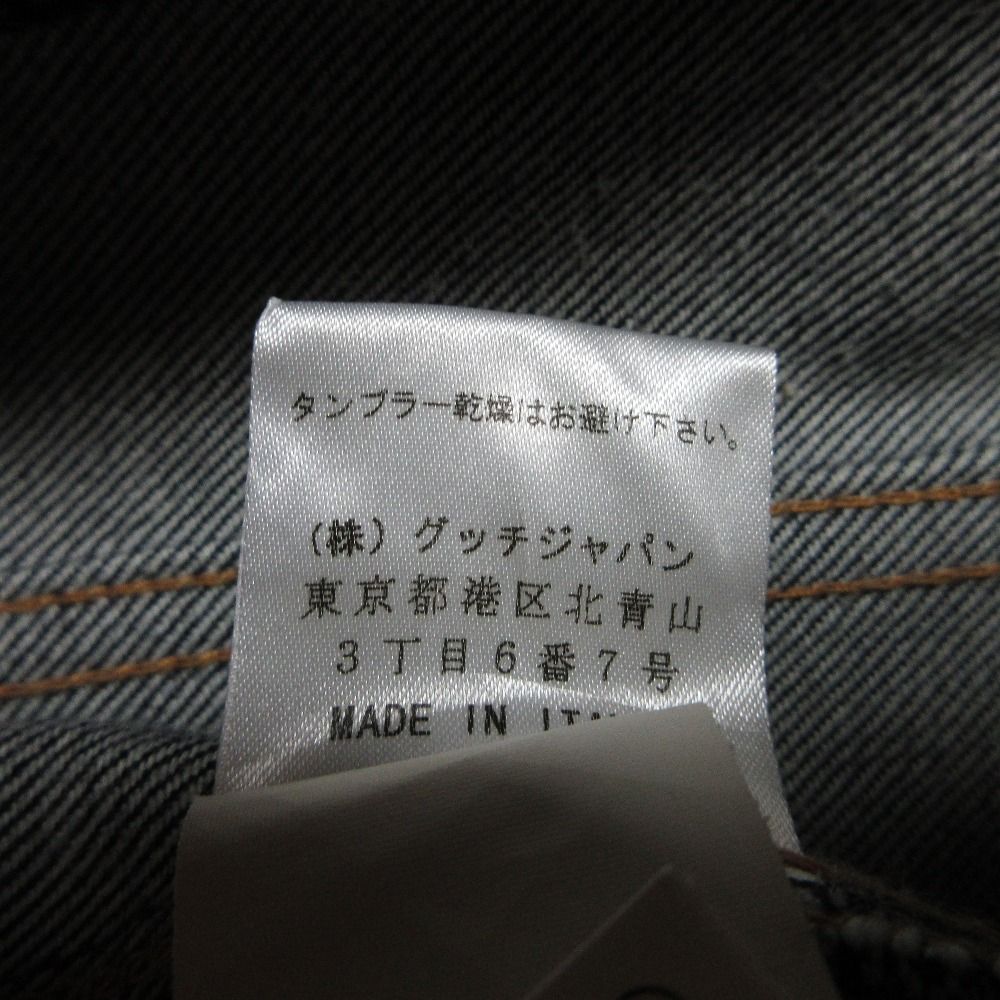 タンブラー乾燥はお避け下さい。
（株）グッチジャパン
東京都港区北青山
３丁目６番７号
MADE IN